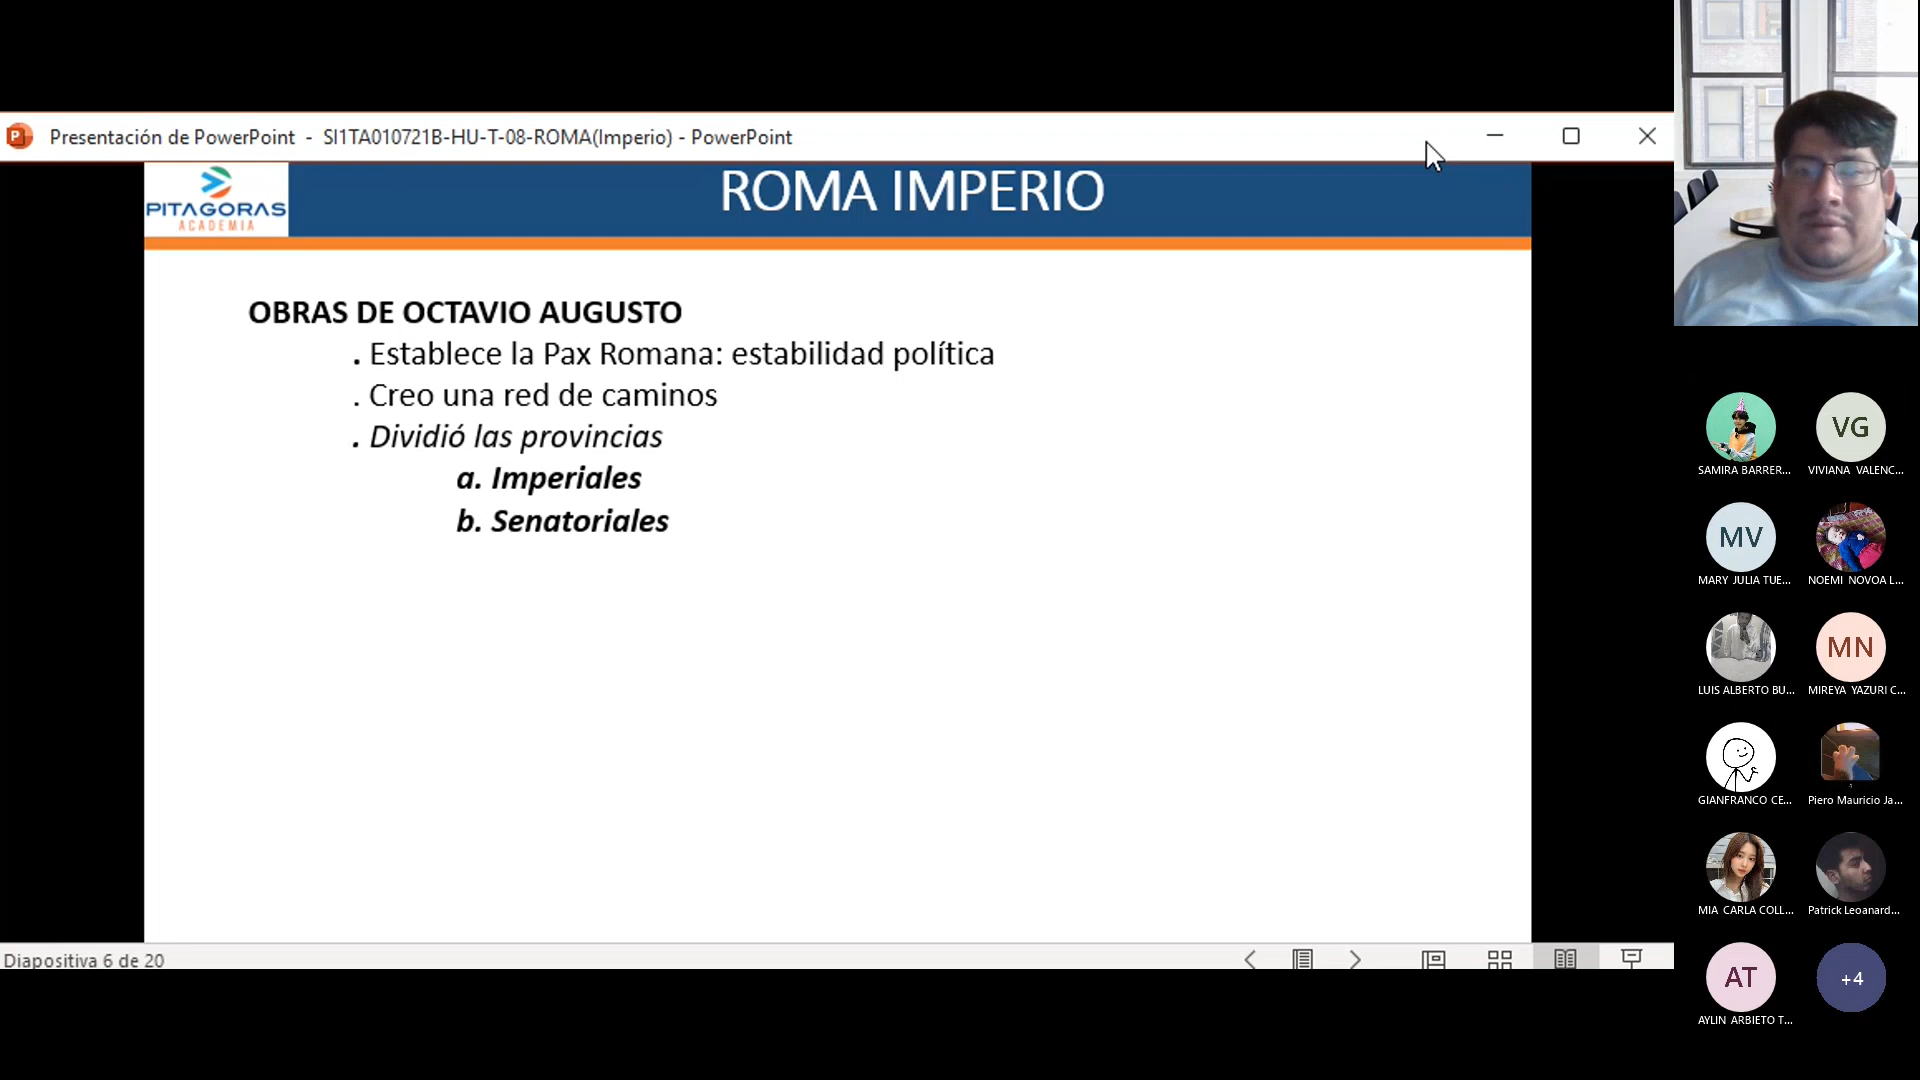 Presentación de PowerPoint - SI1TA010721B-HU-T-08-ROMA(Imperio) - PowerPoint
PITAGORAS
ACADEMIA
ROMA IMPERIO
OBRAS DE OCTAVIO AUGUSTO
. Establece la Pax Romana: estabilidad política
. Creo una red de caminos
. Dividió las provincias
a. Imperiales
b. Senatoriales
Diapositiva 6 de 20
VG
SAMIRA BARRER... VIVIANA VALENC...
MV
MARY JULIA TUE... NOEMI NOVOA L...
MN
LUIS ALBERTO BU... MIREYA YAZURI C...
GIANFRANCO CE... Piero Mauricio Ja...
MIA CARLA COLL... Patrick Leoanard...
AT +4
AYLIN ARBIETO T...